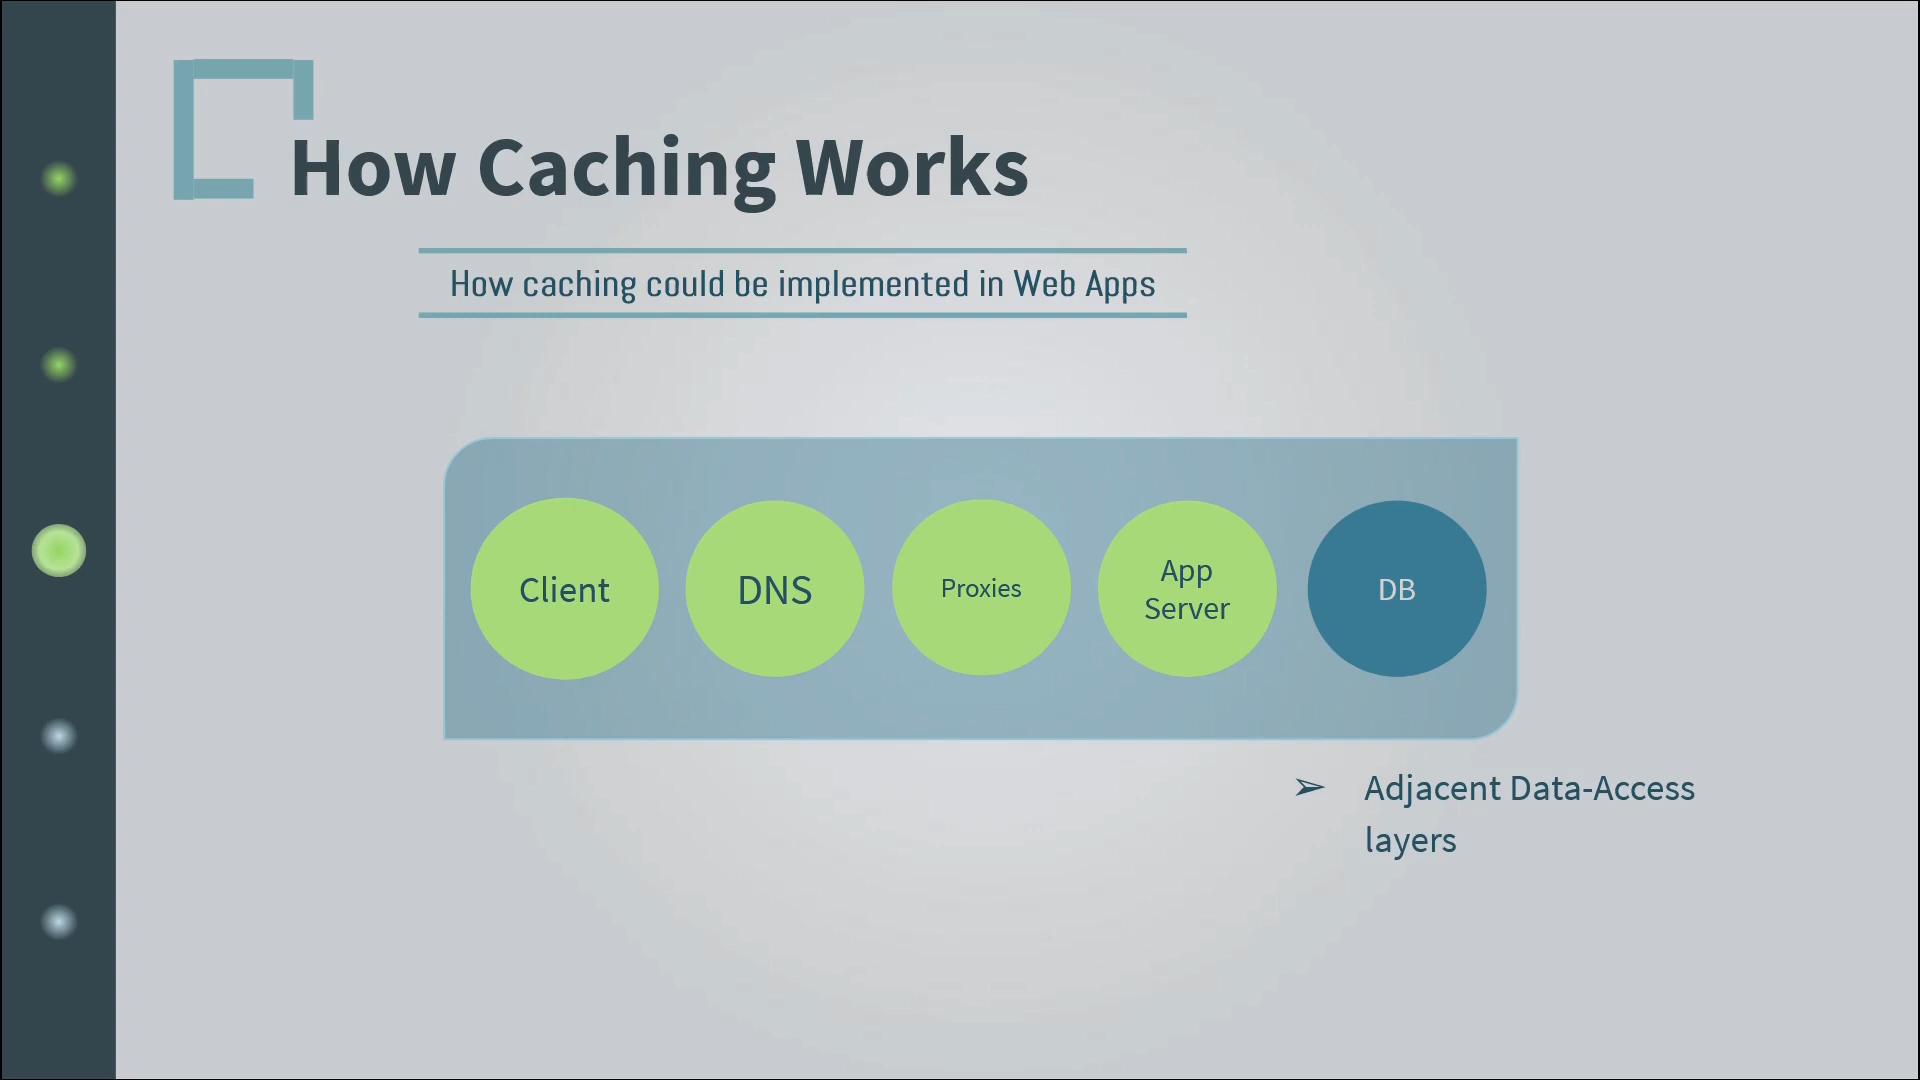 How Caching Works
How caching could be implemented in Web Apps
Client
DNS
Proxies
App
Server
DB
➢ Adjacent Data-Access
layers